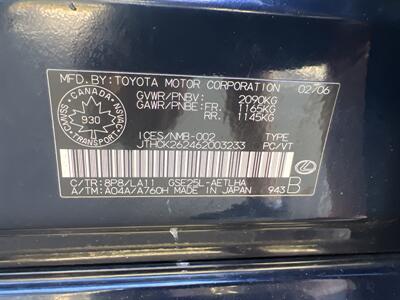 MFD.BY:TOYOTA MOTOR CORPORATION 02/06
GVWR/PNBV: 2090KG
GAWR/PNBE:FR. 1165KG
RR. 1145KG
CANADA
930
TRANSPORT
ICES/NMB-002 TYPE
JTHCK262462003233 PC/VT
C/TR:8P8/LA11 GSE25L-AETLHA
A/TM:A04A/A760H MADE IN JAPAN 943
B